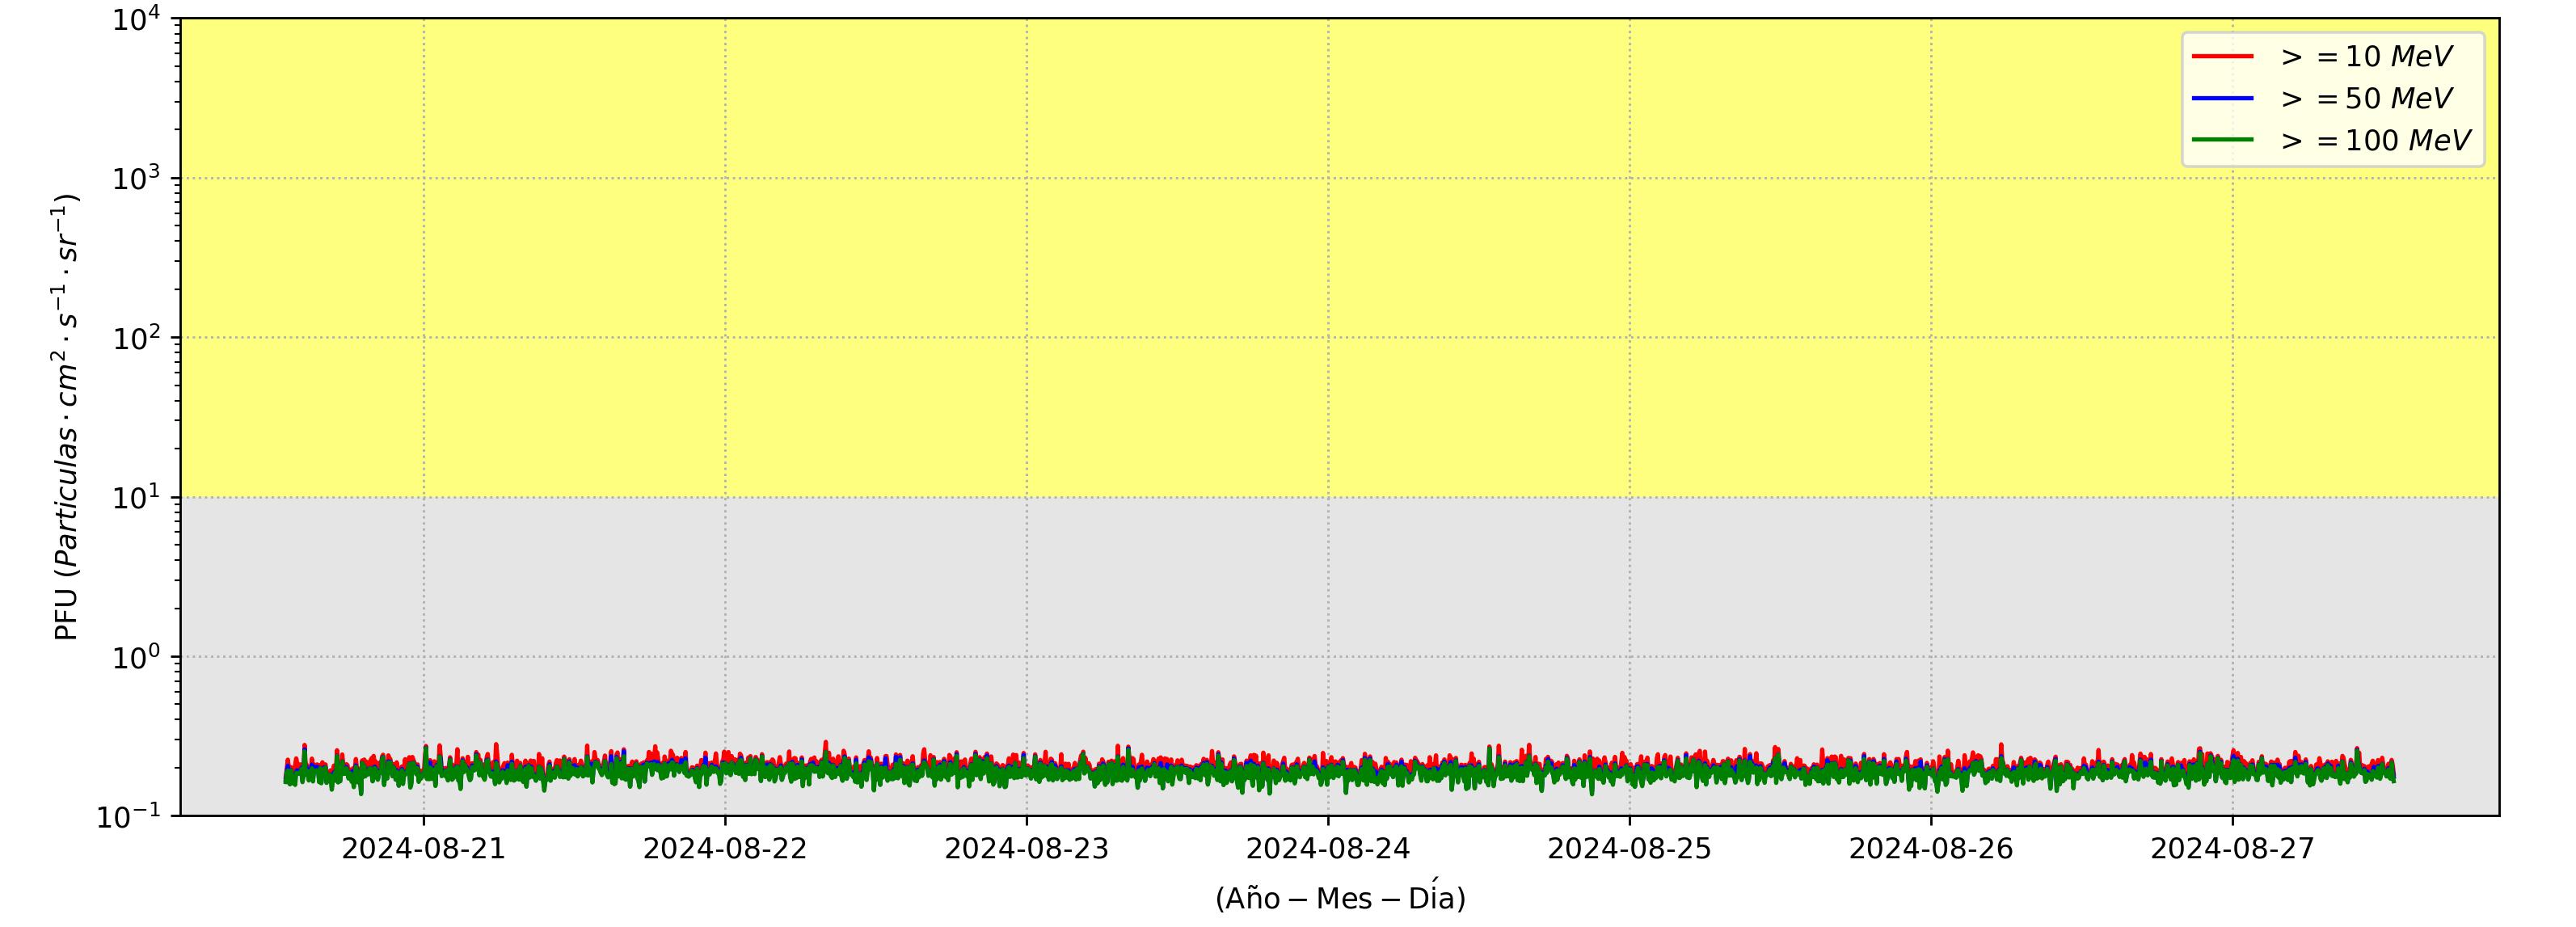 10⁴
10³
10²
10¹
10⁰
10⁻¹
PFU (Particulas · cm² · s⁻¹ · sr⁻¹)
> = 10 MeV
> = 50 MeV
> = 100 MeV
2024-08-21 2024-08-22 2024-08-23 2024-08-24 2024-08-25 2024-08-26 2024-08-27
(Año − Mes − Día)